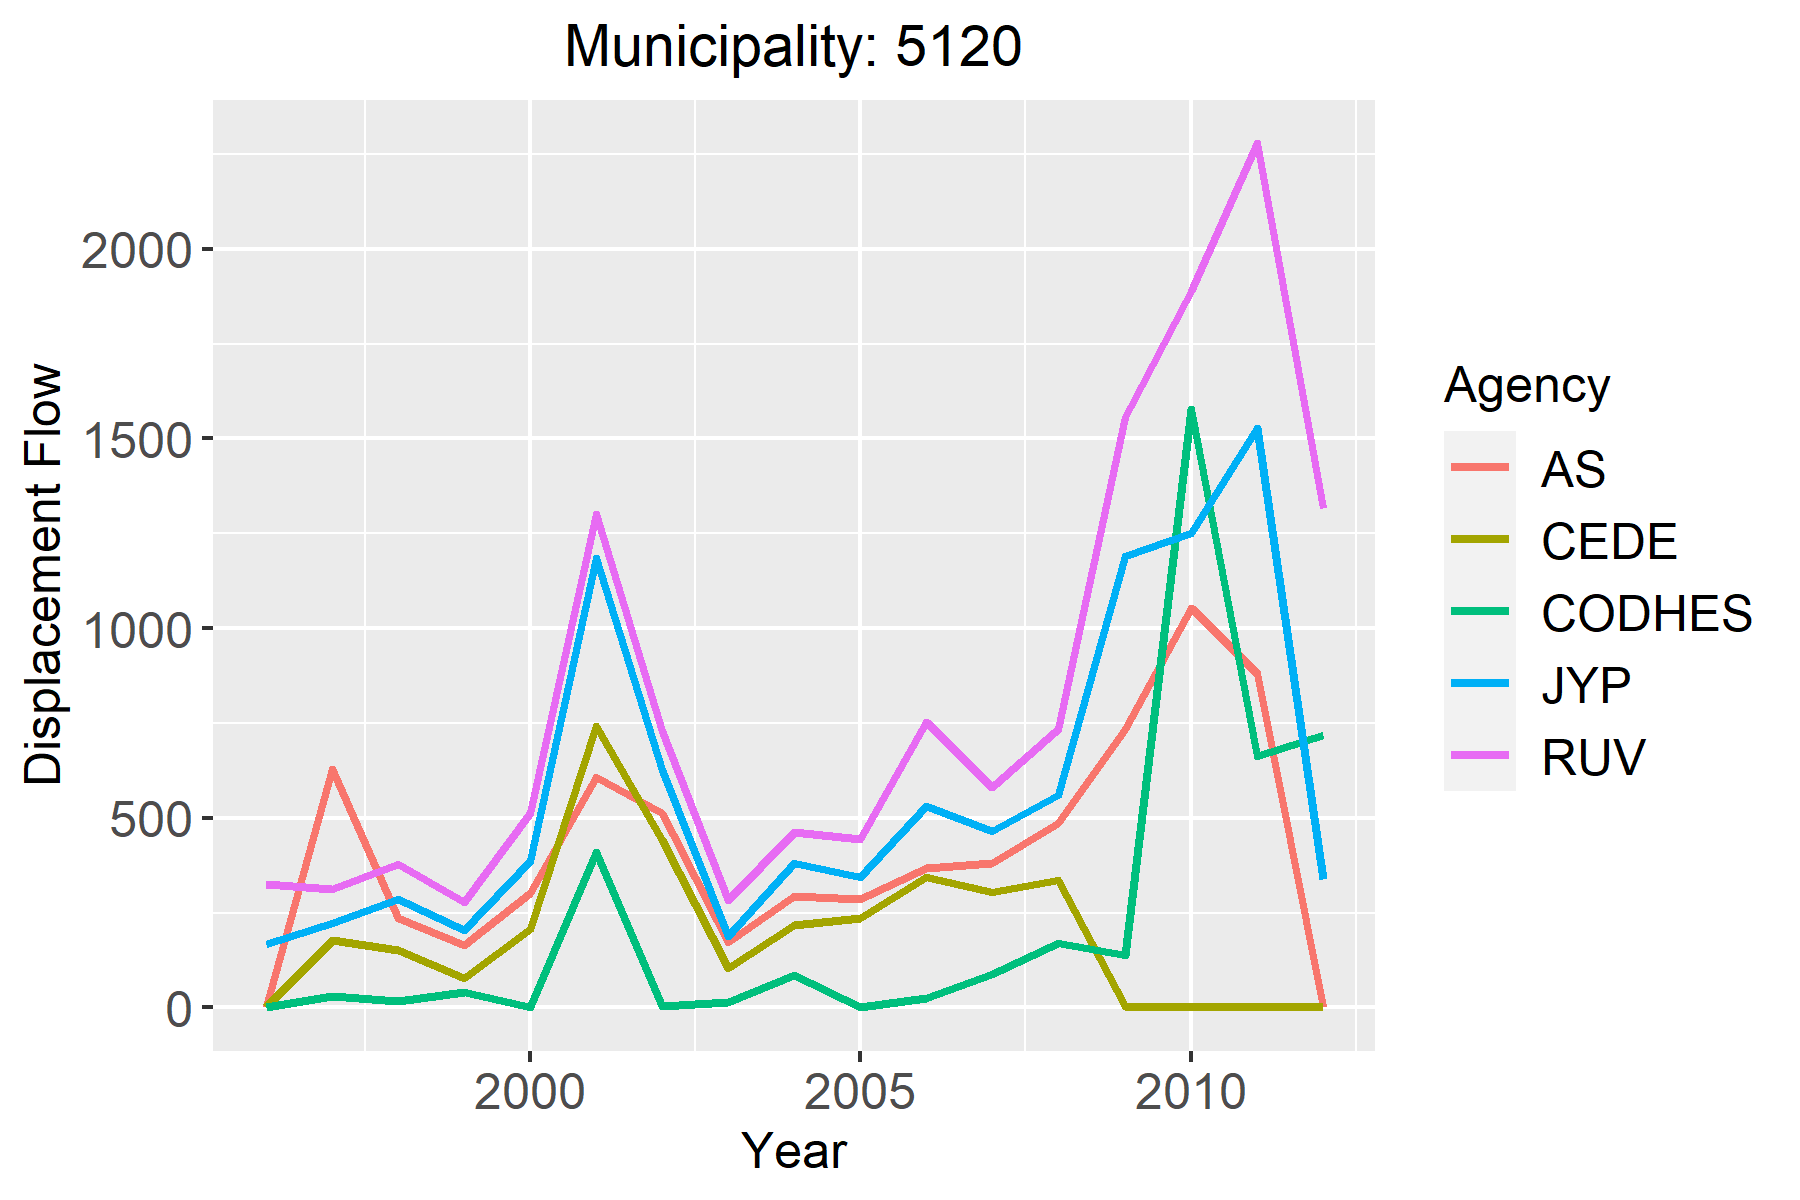 Municipality: 5120
Displacement Flow
2000
1500
1000
500
0
2000
2005
2010
Year
Agency
AS
CEDE
CODHES
JYP
RUV